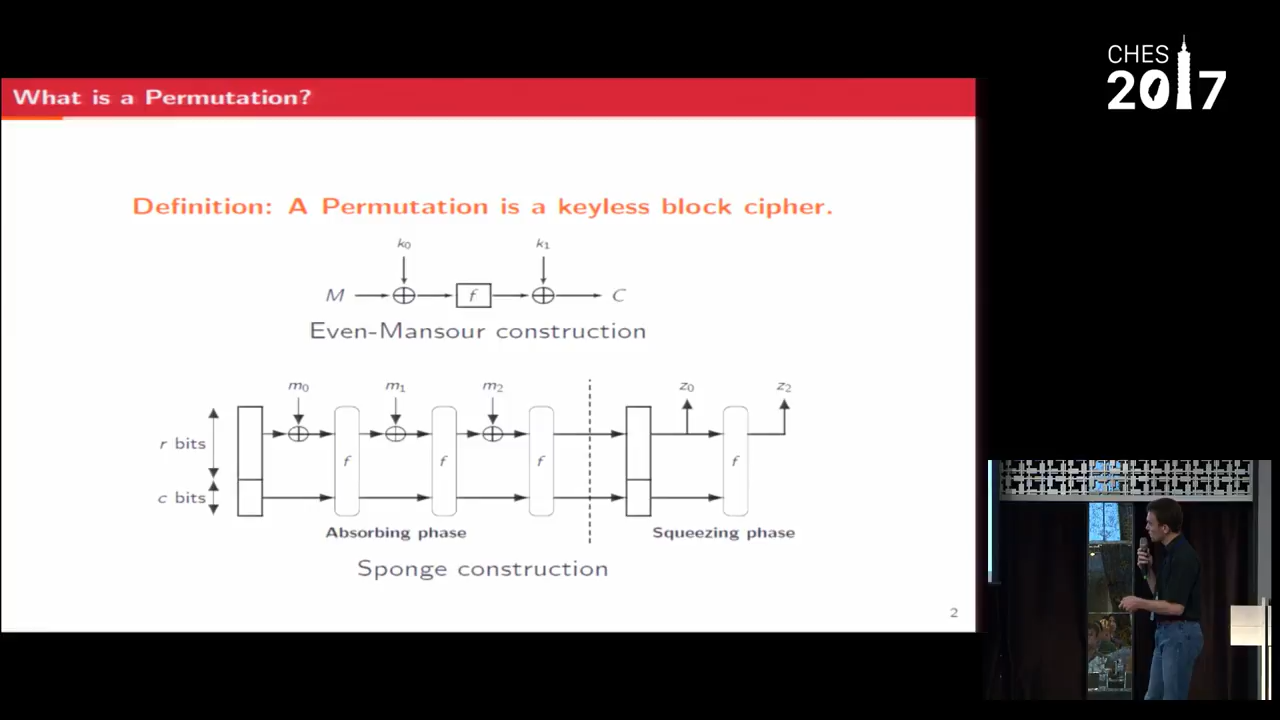 CHES
2017
What is a Permutation?
Definition: A Permutation is a keyless block cipher.
k0 k1
M f C
Even-Mansour construction
m0 m1 m2 z0 z2
r bits
f f f f
c bits
Absorbing phase Squeezing phase
Sponge construction
2